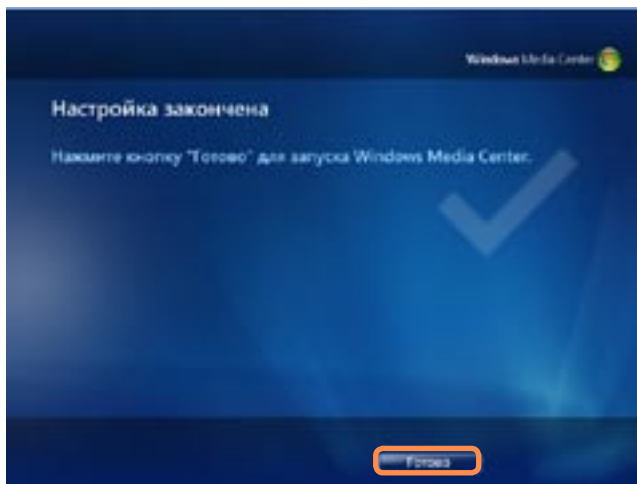 Windows Media Center
Настройка закончена
Нажмите кнопку "Готово" для запуска Windows Media Center.
Готово